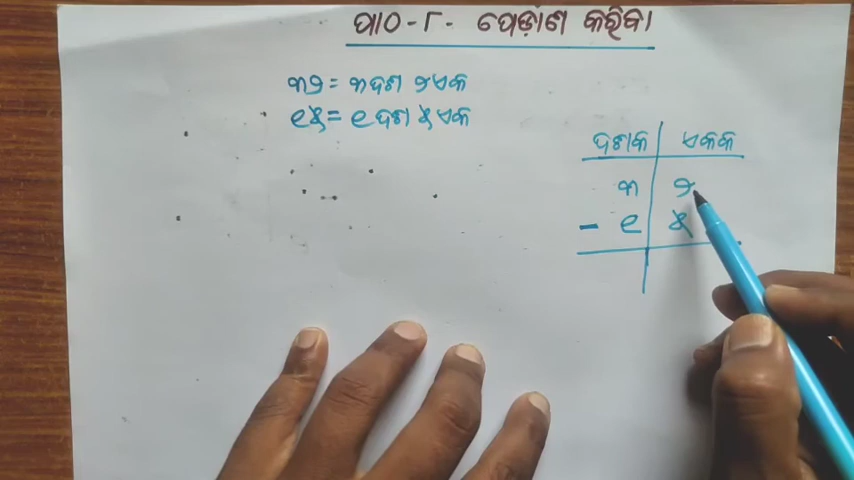 ପାଠ-୮- ଫେଡ଼ାଣ କରିବା
୩୨= ୩ଦଶ ୨ଏକ
୧୫= ୧ଦଶ ୫ଏକ
ଦଶକ ଏକକ
୩ ୨
- ୧ ୫